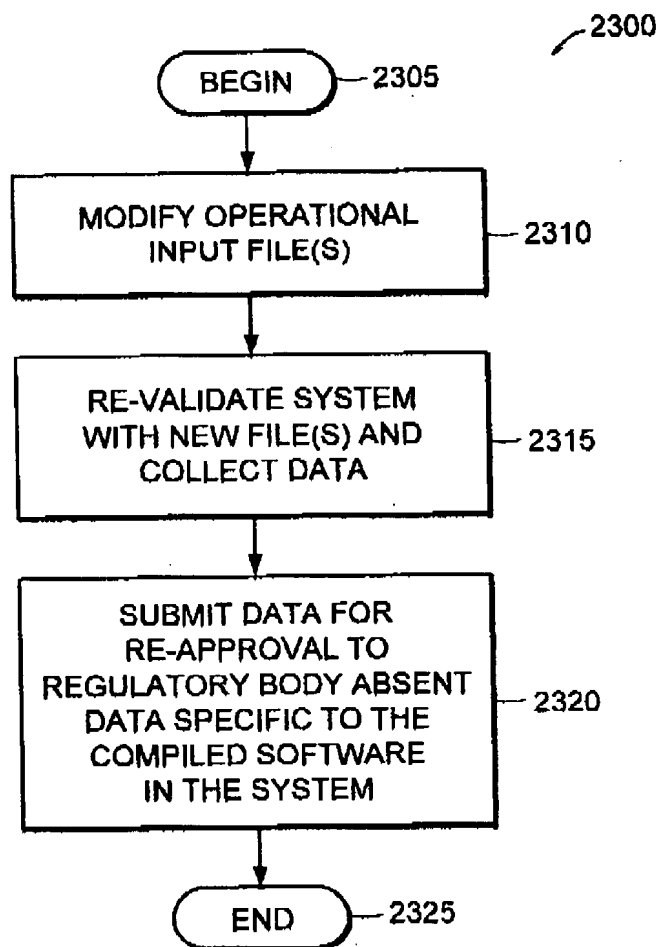 2300
BEGIN 2305
MODIFY OPERATIONAL
INPUT FILE(S)
2310
RE-VALIDATE SYSTEM
WITH NEW FILE(S) AND
COLLECT DATA
2315
SUBMIT DATA FOR
RE-APPROVAL TO
REGULATORY BODY ABSENT
DATA SPECIFIC TO THE
COMPILED SOFTWARE
IN THE SYSTEM
2320
END 2325